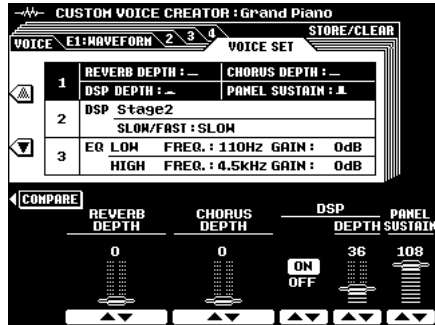 CUSTOM VOICE CREATOR : Grand Piano
STORE/CLEAR
VOICE E1:WAVEFORM 2 3 4 VOICE SET
1 REVERB DEPTH : CHORUS DEPTH :
DSP DEPTH : PANEL SUSTAIN :
2 DSP Stage2
SLOW/FAST : SLOW
3 EQ LOW FREQ. : 110Hz GAIN : 0dB
HIGH FREQ. : 4.5kHz GAIN : 0dB
COMPARE
REVERB DEPTH CHORUS DEPTH DSP DEPTH PANEL SUSTAIN
0 0 ON OFF 36 108